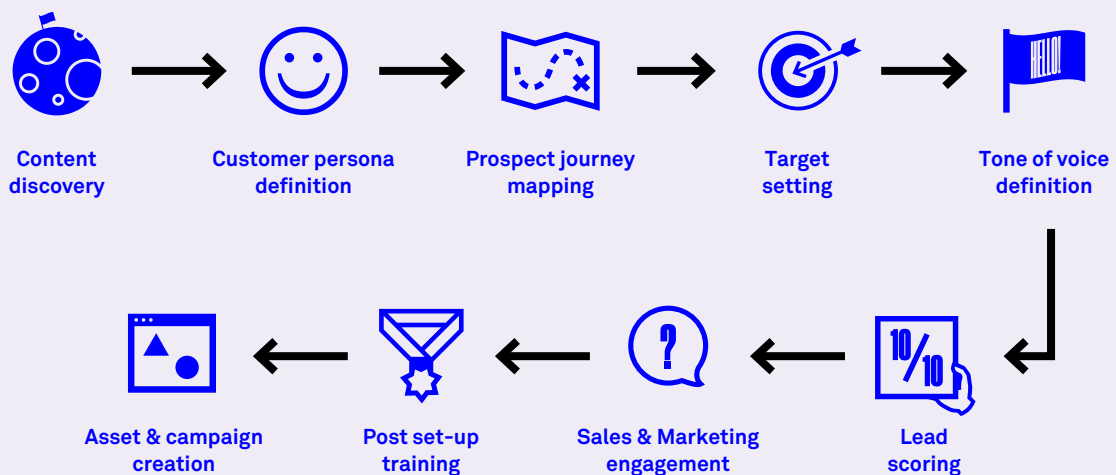 HELLO!
Content
discovery
Customer persona
definition
Prospect journey
mapping
Target
setting
Tone of voice
definition
10/10
?
Lead
scoring
Sales & Marketing
engagement
Post set-up
training
Asset & campaign
creation